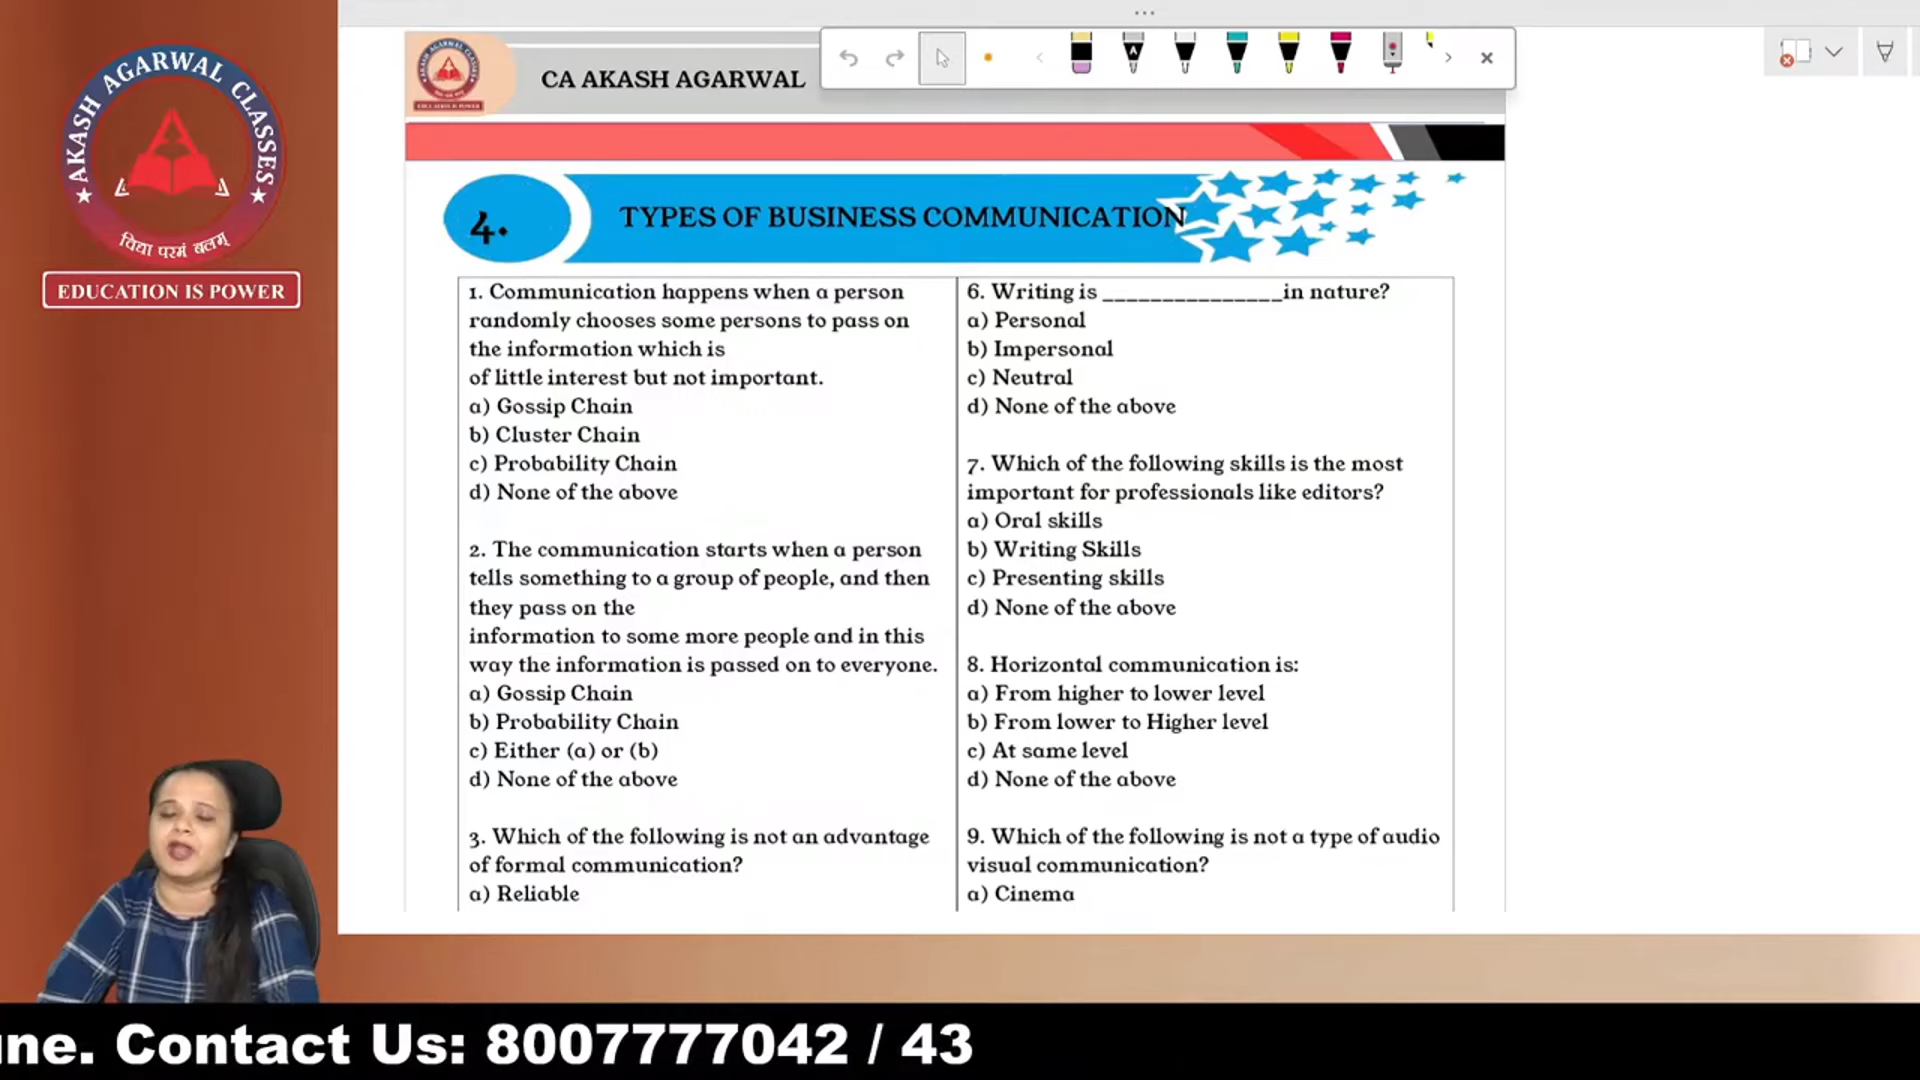 AKASH AGARWAL CLASSES
विद्या परमं बलम्
EDUCATION IS POWER
CA AKASH AGARWAL
4.
TYPES OF BUSINESS COMMUNICATION
1. Communication happens when a person
randomly chooses some persons to pass on
the information which is
of little interest but not important.
a) Gossip Chain
b) Cluster Chain
c) Probability Chain
d) None of the above
2. The communication starts when a person
tells something to a group of people, and then
they pass on the
information to some more people and in this
way the information is passed on to everyone.
a) Gossip Chain
b) Probability Chain
c) Either (a) or (b)
d) None of the above
3. Which of the following is not an advantage
of formal communication?
a) Reliable
6. Writing is _______________in nature?
a) Personal
b) Impersonal
c) Neutral
d) None of the above
7. Which of the following skills is the most
important for professionals like editors?
a) Oral skills
b) Writing Skills
c) Presenting skills
d) None of the above
8. Horizontal communication is:
a) From higher to lower level
b) From lower to Higher level
c) At same level
d) None of the above
9. Which of the following is not a type of audio
visual communication?
a) Cinema
une. Contact Us: 8007777042 / 43